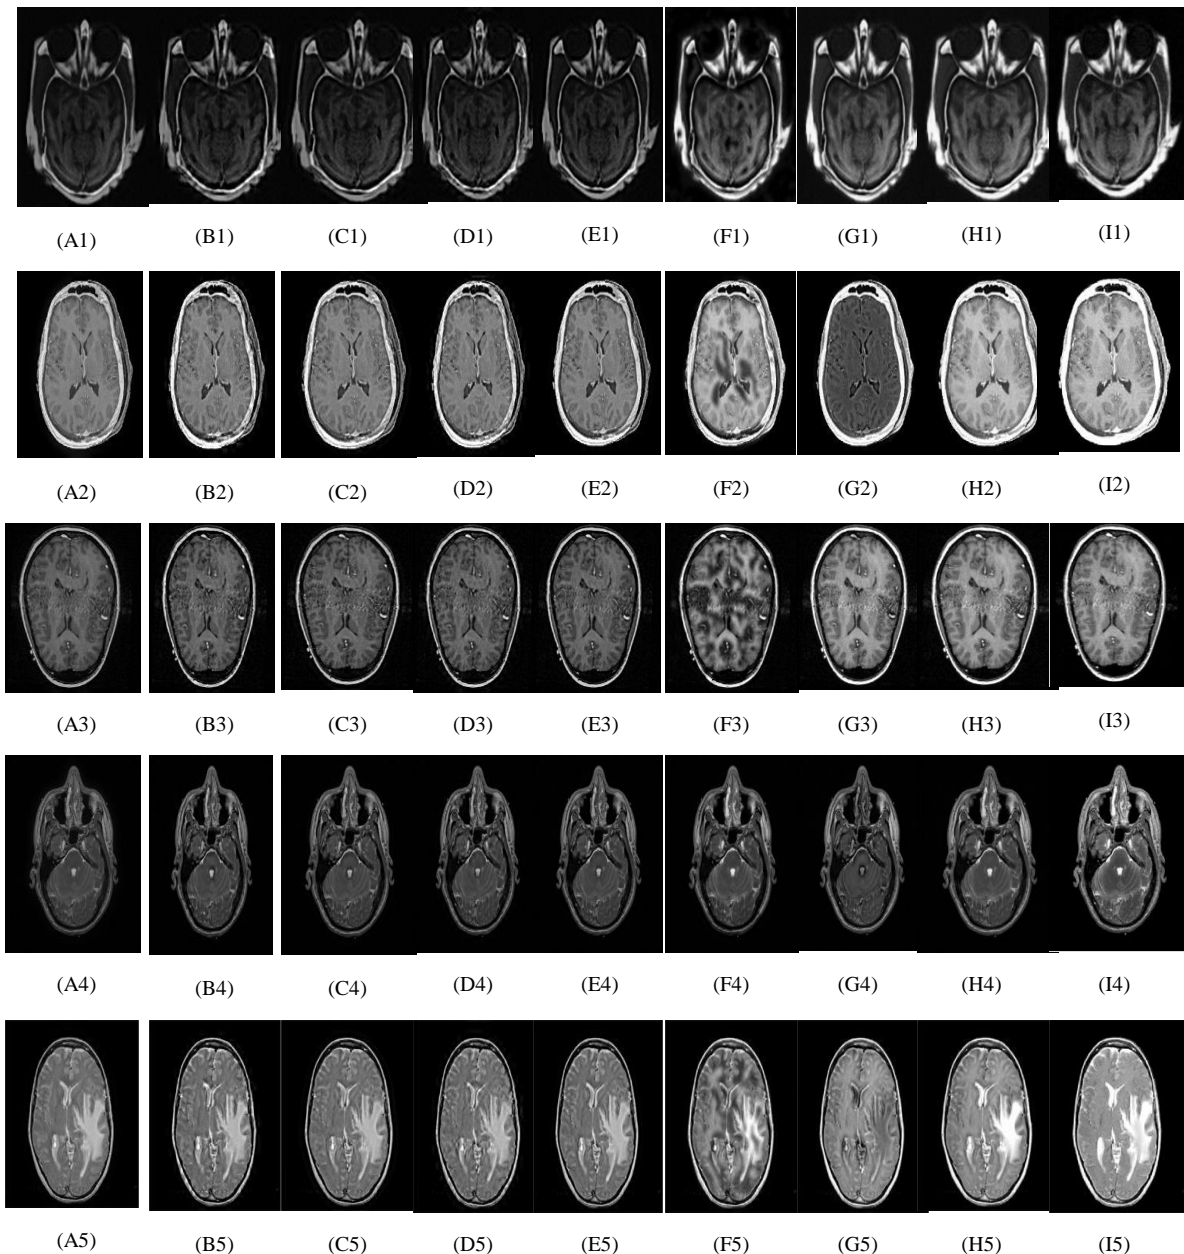 (A1) (B1) (C1) (D1) (E1) (F1) (G1) (H1) (I1)
(A2) (B2) (C2) (D2) (E2) (F2) (G2) (H2) (I2)
(A3) (B3) (C3) (D3) (E3) (F3) (G3) (H3) (I3)
(A4) (B4) (C4) (D4) (E4) (F4) (G4) (H4) (I4)
(A5) (B5) (C5) (D5) (E5) (F5) (G5) (H5) (I5)